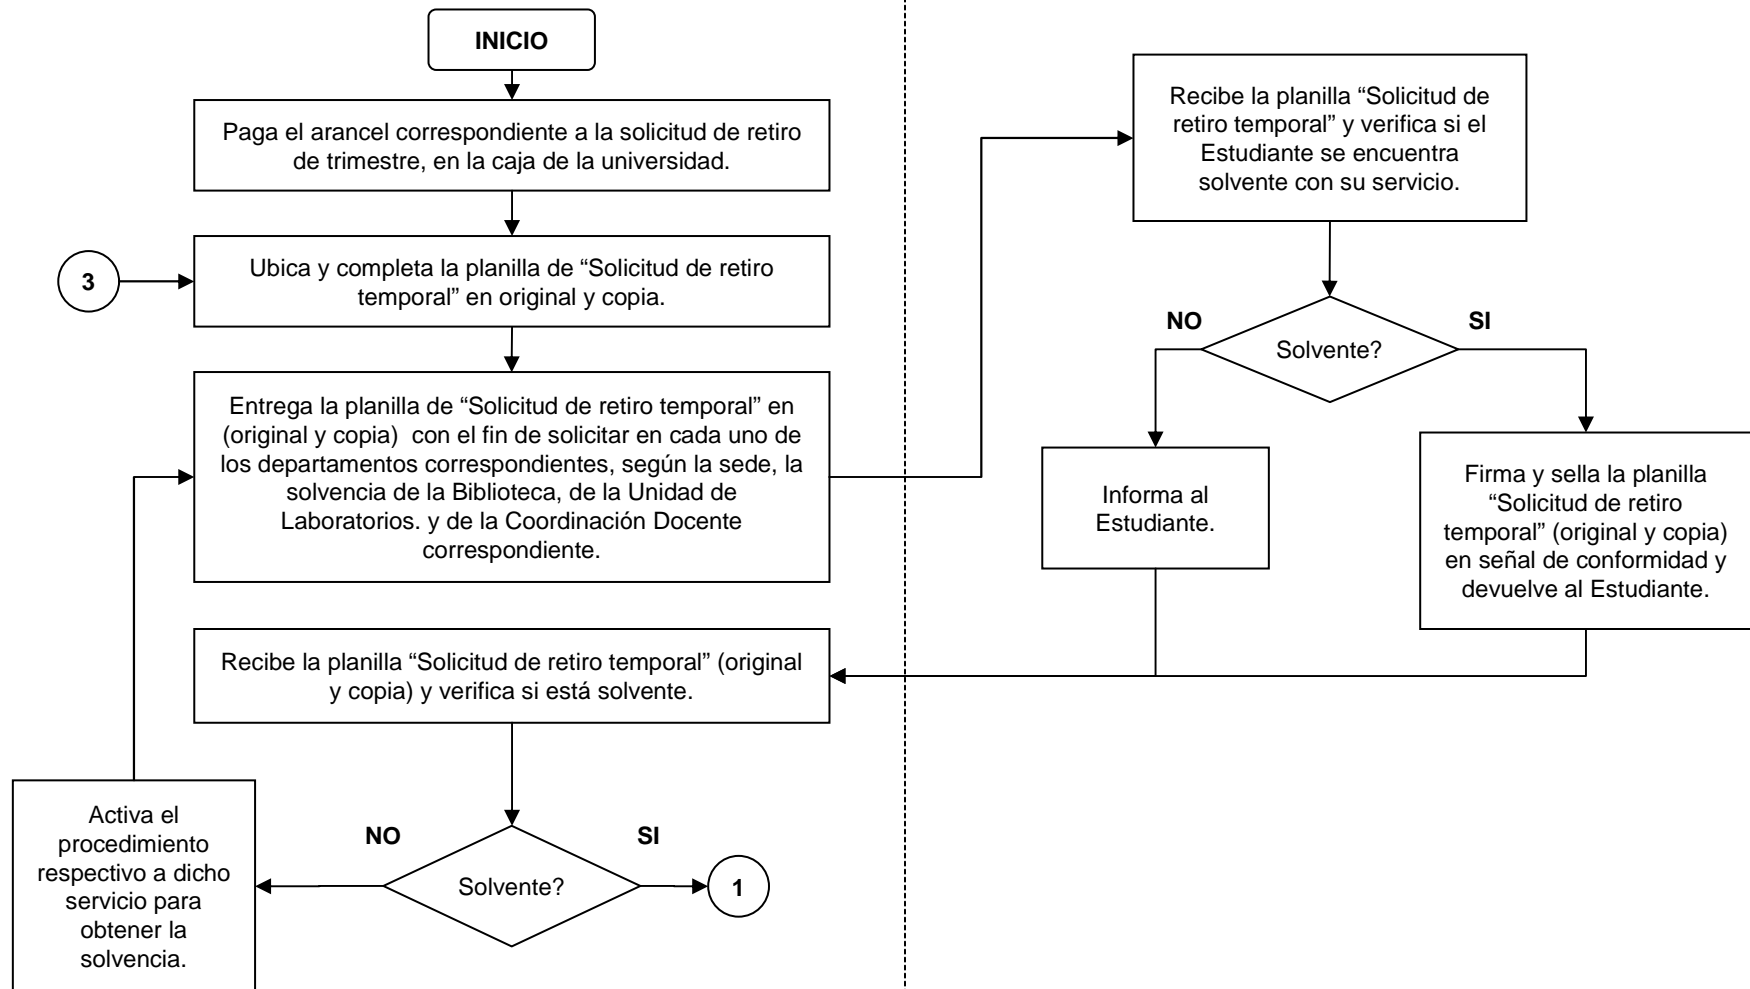 INICIO
Paga el arancel correspondiente a la solicitud de retiro
de trimestre, en la caja de la universidad.
3
Ubica y completa la planilla de “Solicitud de retiro
temporal” en original y copia.
Entrega la planilla de “Solicitud de retiro temporal” en
(original y copia)  con el fin de solicitar en cada uno de
los departamentos correspondientes, según la sede, la
solvencia de la Biblioteca, de la Unidad de
Laboratorios. y de la Coordinación Docente
correspondiente.
Recibe la planilla “Solicitud de retiro temporal” (original
y copia) y verifica si está solvente.
NO
SI
Solvente?
1
Activa el
procedimiento
respectivo a dicho
servicio para
obtener la
solvencia.
Recibe la planilla “Solicitud de
retiro temporal” y verifica si el
Estudiante se encuentra
solvente con su servicio.
NO
SI
Solvente?
Informa al
Estudiante.
Firma y sella la planilla
“Solicitud de retiro
temporal” (original y copia)
en señal de conformidad y
devuelve al Estudiante.